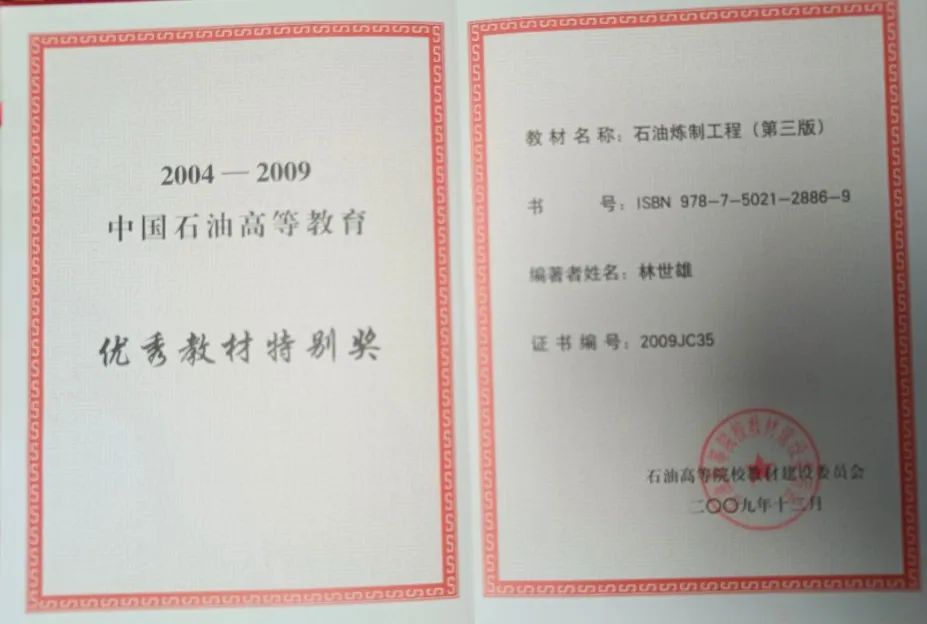 2004—2009
中国石油高等教育
优秀教材特别奖
教材名称：石油炼制工程（第三版）
书号：ISBN 978-7-5021-2886-9
编著者姓名：林世雄
证书编号：2009JC35
石油高等院校教材建设委员会
二〇〇九年十二月